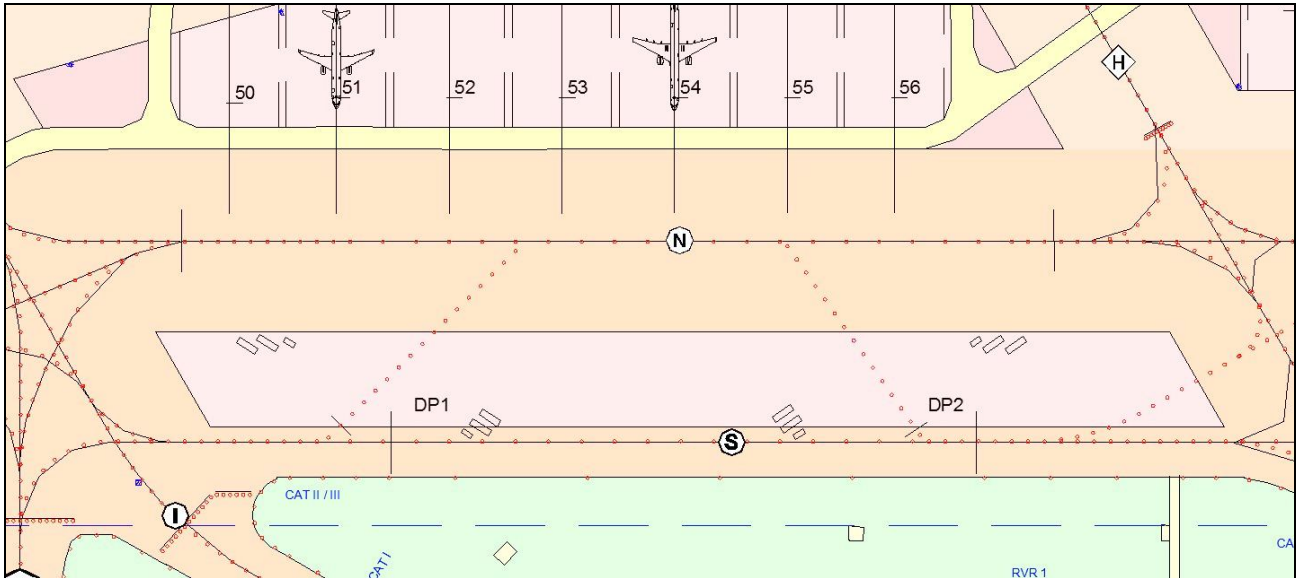 H
50
51
52
53
54
55
56
N
DP1
DP2
S
CAT II / III
I
CAT I
RVR 1
CA